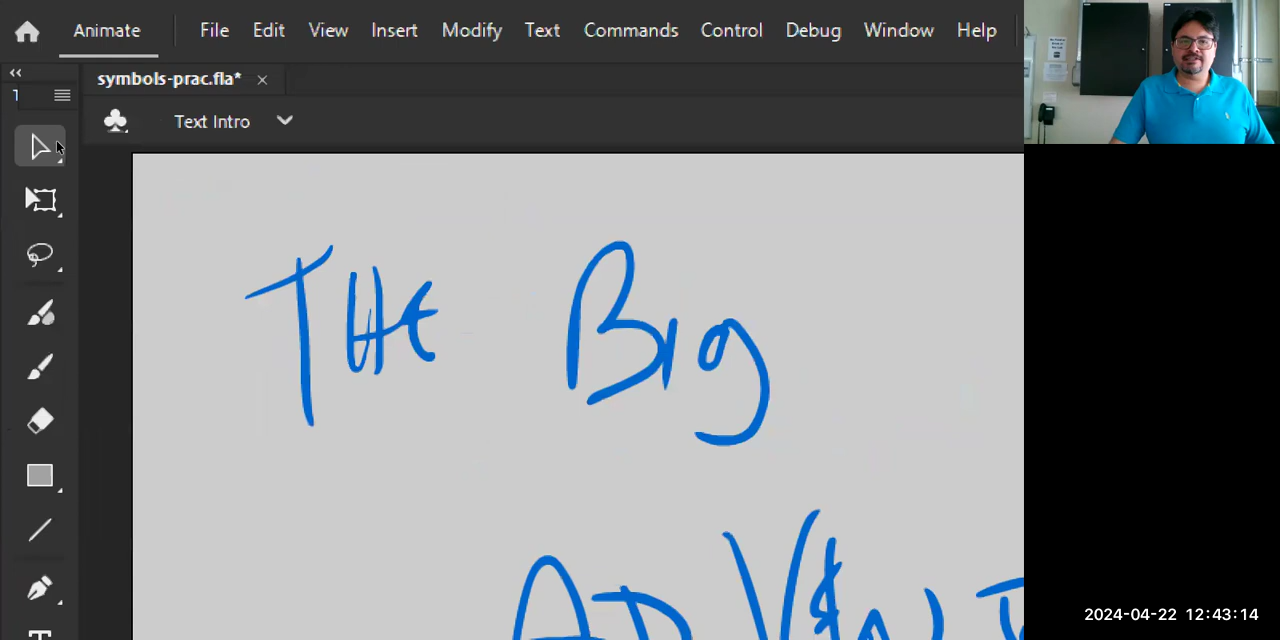 Animate File Edit View Insert Modify Text Commands Control Debug Window Help
symbols-prac.fla*
Text Intro
THE BIg
2024-04-22 12:43:14